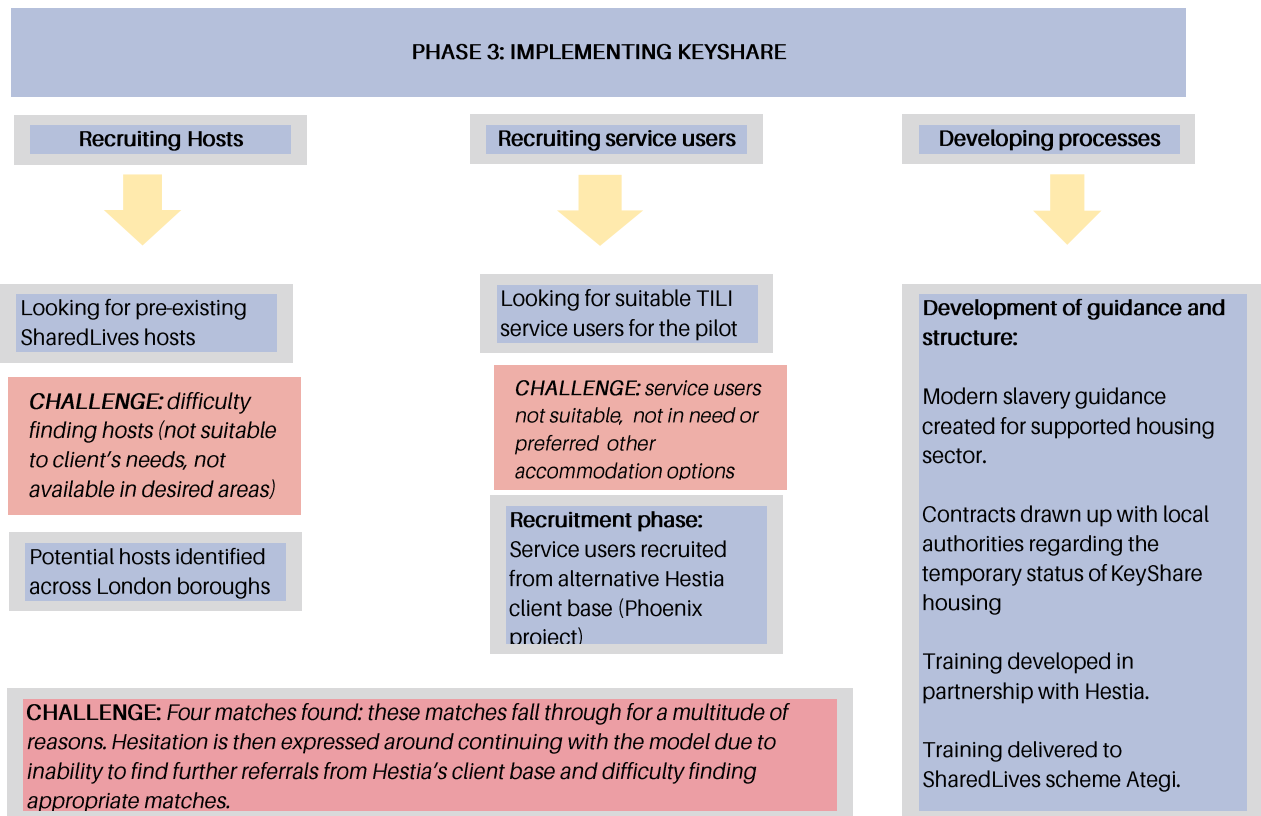 PHASE 3: IMPLEMENTING KEYSHARE
Recruiting Hosts
Looking for pre-existing
SharedLives hosts
CHALLENGE: difficulty
finding hosts (not suitable
to client's needs, not
available in desired areas)
Potential hosts identified
across London boroughs
Recruiting service users
Looking for suitable TILI
service users for the pilot
CHALLENGE: service users
not suitable, not in need or
preferred other
accommodation options
Recruitment phase:
Service users recruited
from alternative Hestia
client base (Phoenix
project)
CHALLENGE: Four matches found: these matches fall through for a multitude of
reasons. Hesitation is then expressed around continuing with the model due to
inability to find further referrals from Hestia's client base and difficulty finding
appropriate matches.
Developing processes
Development of guidance and
structure:
Modern slavery guidance
created for supported housing
sector.
Contracts drawn up with local
authorities regarding the
temporary status of KeyShare
housing
Training developed in
partnership with Hestia.
Training delivered to
SharedLives scheme Ategi.